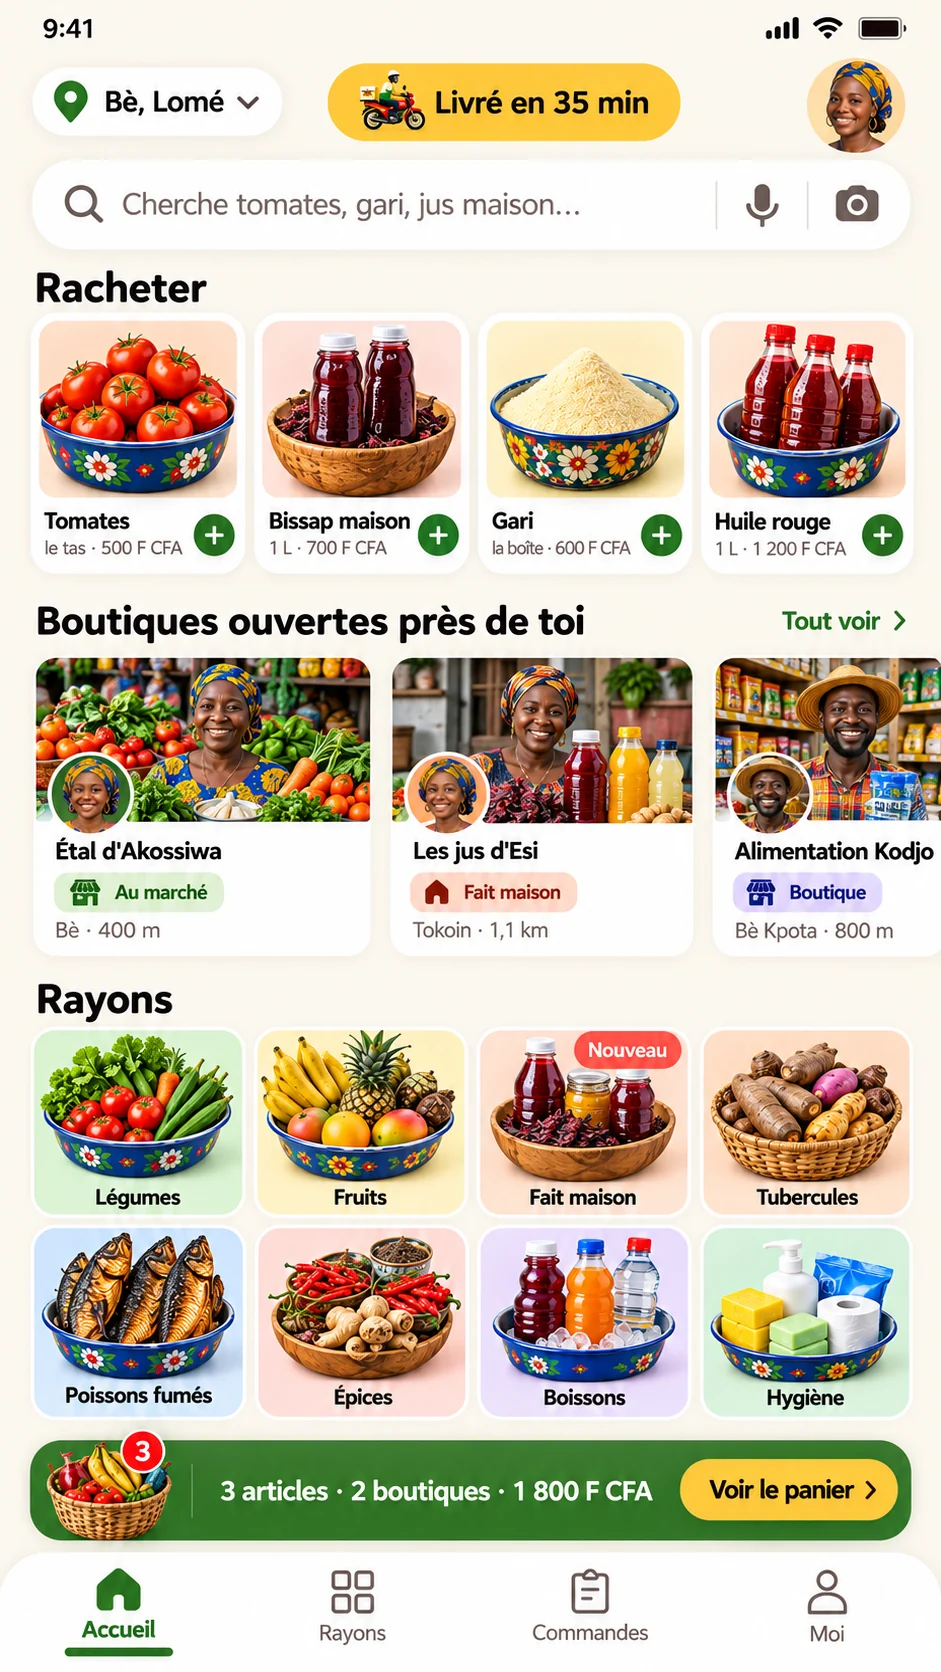 9:41
Bè, Lomé
Livré en 35 min
Cherche tomates, gari, jus maison...
Racheter
Tomates
le tas · 500 F CFA
Bissap maison
1 L · 700 F CFA
Gari
la boîte · 600 F CFA
Huile rouge
1 L · 1 200 F CFA
Boutiques ouvertes près de toi
Tout voir
Étal d'Akossiwa
Au marché
Bè · 400 m
Les jus d'Esi
Fait maison
Tokoin · 1,1 km
Alimentation Kodjo
Boutique
Bè Kpota · 800 m
Rayons
Légumes
Fruits
Nouveau
Fait maison
Tubercules
Poissons fumés
Épices
Boissons
Hygiène
3
3 articles · 2 boutiques · 1 800 F CFA
Voir le panier
Accueil
Rayons
Commandes
Moi